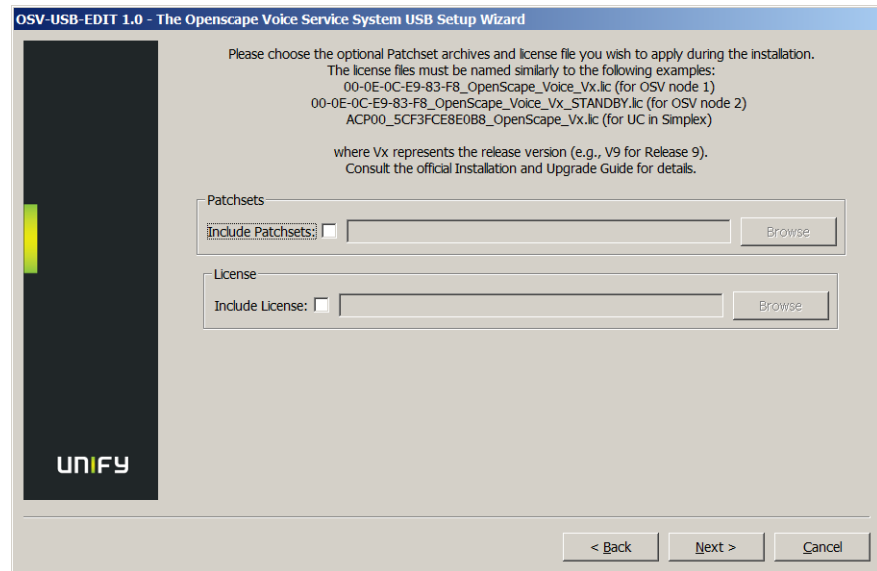 OSV-USB-EDIT 1.0 - The Openscape Voice Service System USB Setup Wizard
Please choose the optional Patchset archives and license file you wish to apply during the installation.
The license files must be named similarly to the following examples:
00-0E-0C-E9-83-F8_OpenScape_Voice_Vx.lic (for OSV node 1)
00-0E-0C-E9-83-F8_OpenScape_Voice_Vx_STANDBY.lic (for OSV node 2)
ACP00_5CF3FCE8E0B8_OpenScape_Vx.lic (for UC in Simplex)
where Vx represents the release version (e.g., V9 for Release 9).
Consult the official Installation and Upgrade Guide for details.
Patchsets
Include Patchsets: Browse
License
Include License: Browse
UNIFY
< Back Next > Cancel